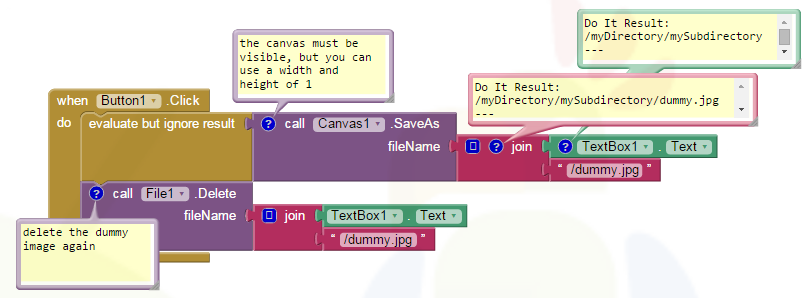 Do It Result:
/myDirectory/mySubdirectory
---
the canvas must be
visible, but you can
use a width and
height of 1
Do It Result:
/myDirectory/mySubdirectory/dummy.jpg
---
when Button1 .Click
do evaluate but ignore result ? call Canvas1 .SaveAs
fileName ? join ? TextBox1 . Text
" /dummy.jpg "
? call File1 .Delete
fileName join TextBox1 . Text
" /dummy.jpg "
delete the dummy
image again